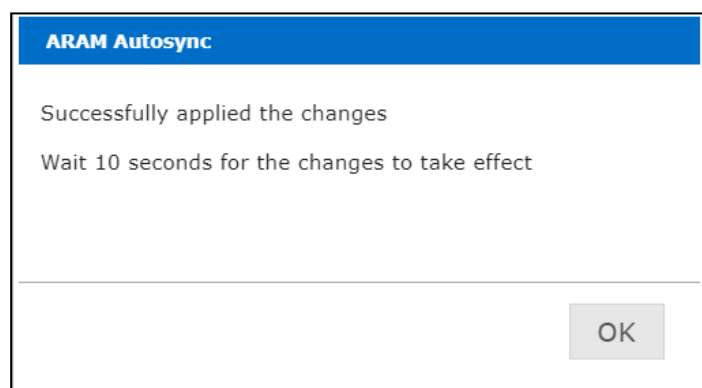 ARAM Autosync
Successfully applied the changes
Wait 10 seconds for the changes to take effect
OK